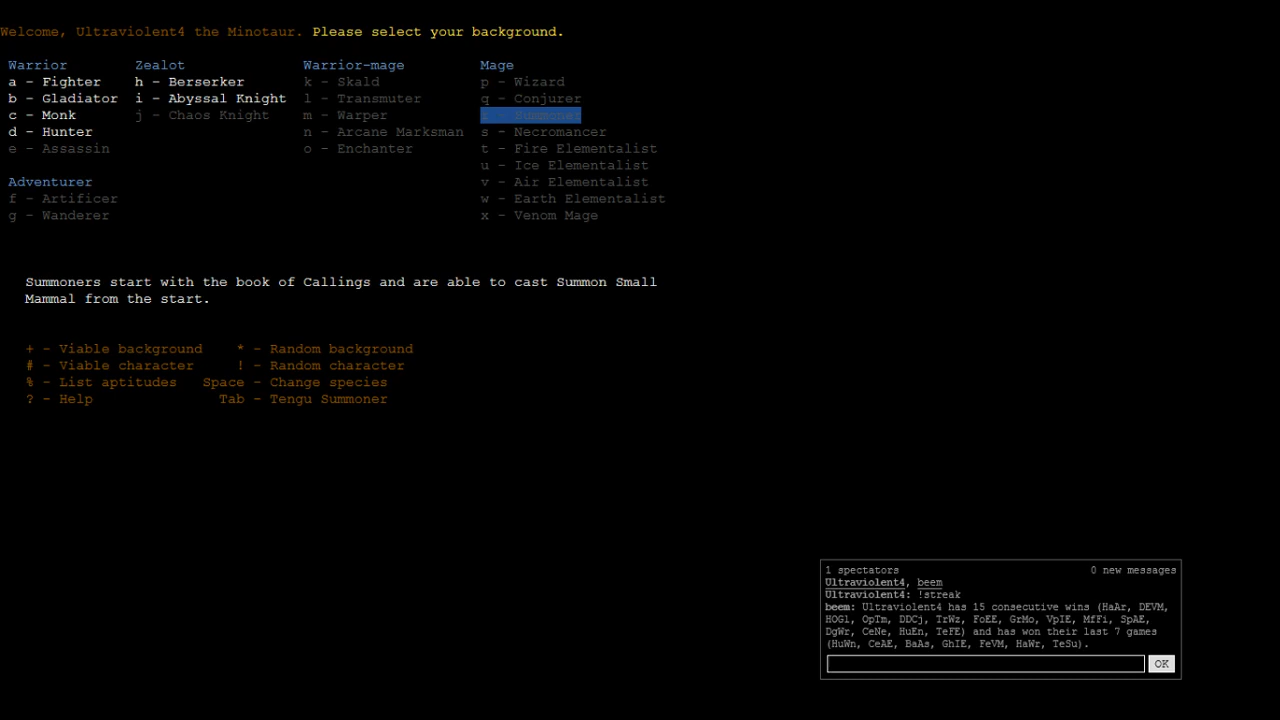 Welcome, Ultraviolent4 the Minotaur. Please select your background.
Warrior Zealot Warrior-mage Mage
a - Fighter h - Berserker k - Skald p - Wizard
b - Gladiator i - Abyssal Knight l - Transmuter q - Conjurer
c - Monk j - Chaos Knight m - Warper r - Summoner
d - Hunter n - Arcane Marksman s - Necromancer
e - Assassin o - Enchanter t - Fire Elementalist
u - Ice Elementalist
Adventurer v - Air Elementalist
f - Artificer w - Earth Elementalist
g - Wanderer x - Venom Mage
Summoners start with the book of Callings and are able to cast Summon Small
Mammal from the start.
+ - Viable background * - Random background
# - Viable character ! - Random character
% - List aptitudes Space - Change species
? - Help Tab - Tengu Summoner
1 spectators 0 new messages
Ultraviolent4, beem
Ultraviolent4: !streak
beem: Ultraviolent4 has 15 consecutive wins (HaAr, DEVM,
HOGl, OpTm, DDCj, TrWz, FoEE, GrMo, VpIE, MfFi, SpAE,
DgWr, CeNe, HuEn, TeFE) and has won their last 7 games
(HuWn, CeAE, BaAs, GhIE, FeVM, HaWr, TeSu).
OK